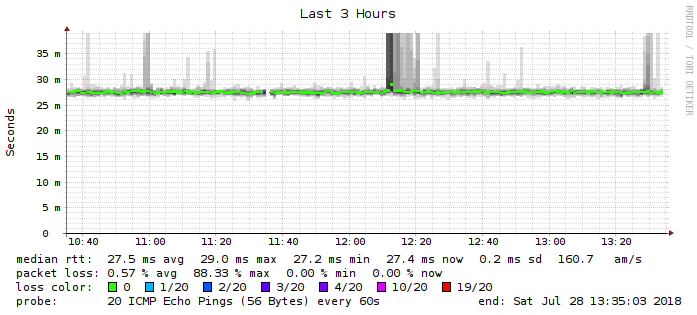 Last 3 Hours
RRDTOOL / TOBI OETIKER
Seconds
35 m
30 m
25 m
20 m
15 m
10 m
5 m
0
10:40 11:00 11:20 11:40 12:00 12:20 12:40 13:00 13:20
median rtt: 27.5 ms avg 29.0 ms max 27.2 ms min 27.4 ms now 0.2 ms sd 160.7 am/s
packet loss: 0.57 % avg 88.33 % max 0.00 % min 0.00 % now
loss color: 0 1/20 2/20 3/20 4/20 10/20 19/20
probe: 20 ICMP Echo Pings (56 Bytes) every 60s end: Sat Jul 28 13:35:03 2018